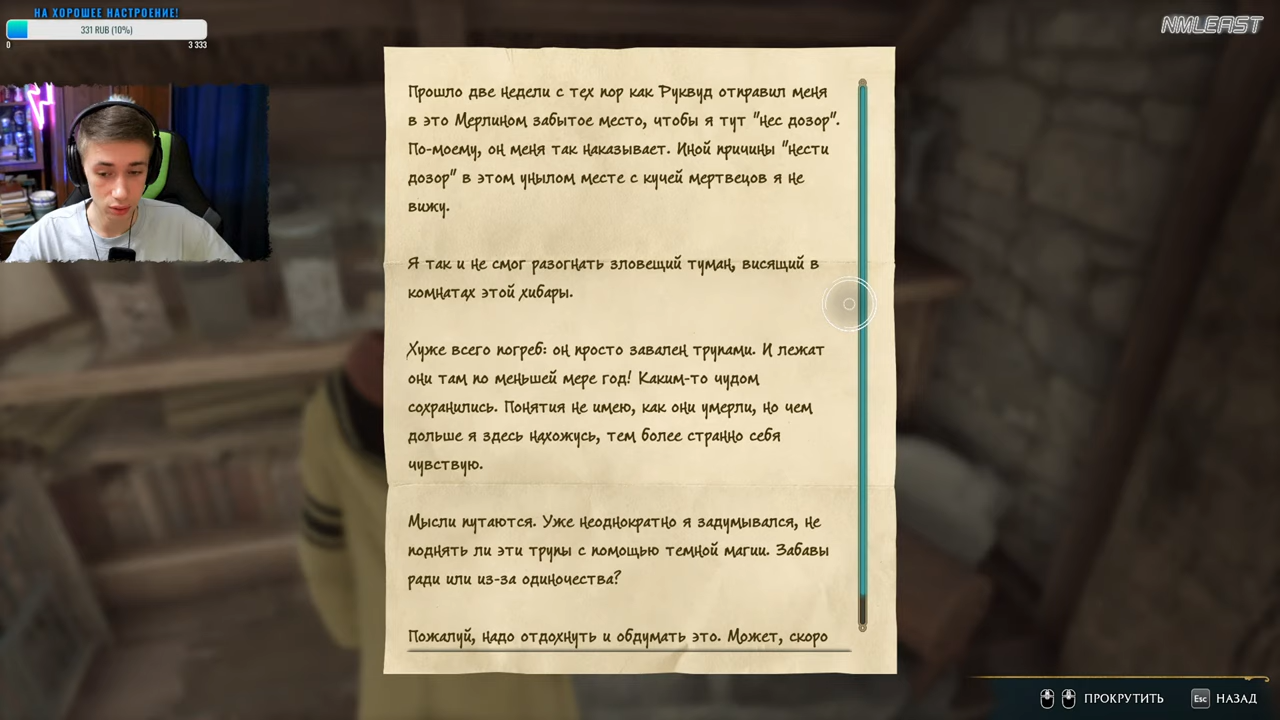 НА ХОРОШЕЕ НАСТРОЕНИЕ!
331 RUB (10%)
0
3 333
NMLEAST
Прошло две недели с тех пор как Руквуд отправил меня
в это Мерлином забытое место, чтобы я тут "нес дозор".
По-моему, он меня так наказывает. Иной причины "нести
дозор" в этом унылом месте с кучей мертвецов я не
вижу.
Я так и не смог разогнать зловещий туман, висящий в
комнатах этой хибары.
Хуже всего погреб: он просто завален трупами. И лежат
они там по меньшей мере год! Каким-то чудом
сохранились. Понятия не имею, как они умерли, но чем
дольше я здесь нахожусь, тем более странно себя
чувствую.
Мысли путаются. Уже неоднократно я задумывался, не
поднять ли эти трупы с помощью темной магии. Забавы
ради или из-за одиночества?
Пожалуй, надо отдохнуть и обдумать это. Может, скоро
ПРОКРУТИТЬ
Esc НАЗАД